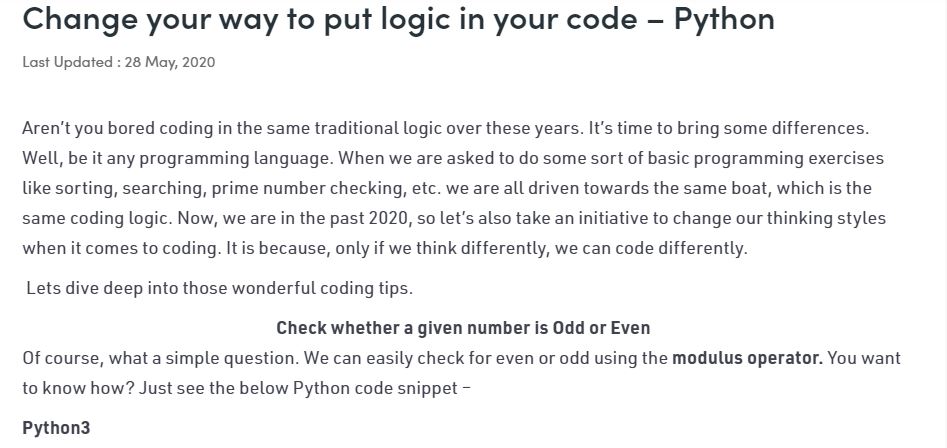 Change your way to put logic in your code – Python
Last Updated : 28 May, 2020
Aren’t you bored coding in the same traditional logic over these years. It’s time to bring some differences.
Well, be it any programming language. When we are asked to do some sort of basic programming exercises
like sorting, searching, prime number checking, etc. we are all driven towards the same boat, which is the
same coding logic. Now, we are in the past 2020, so let’s also take an initiative to change our thinking styles
when it comes to coding. It is because, only if we think differently, we can code differently.
Lets dive deep into those wonderful coding tips.
Check whether a given number is Odd or Even
Of course, what a simple question. We can easily check for even or odd using the modulus operator. You want
to know how? Just see the below Python code snippet –
Python3